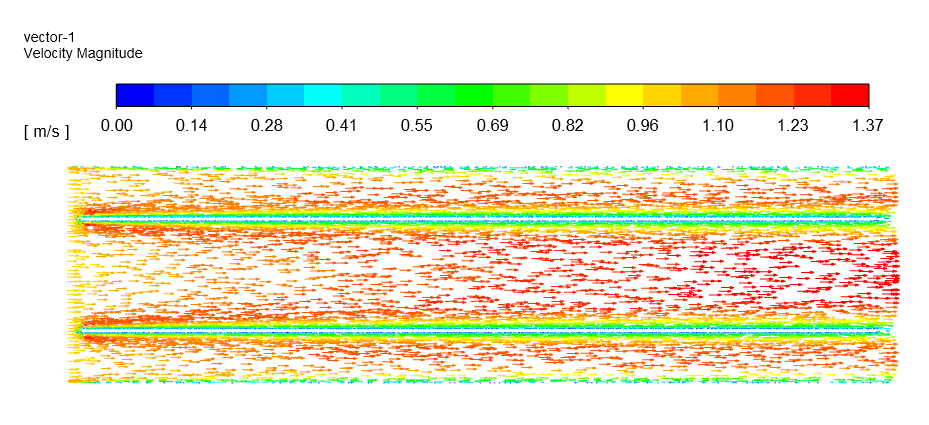 vector-1
Velocity Magnitude
[ m/s ] 0.00 0.14 0.28 0.41 0.55 0.69 0.82 0.96 1.10 1.23 1.37